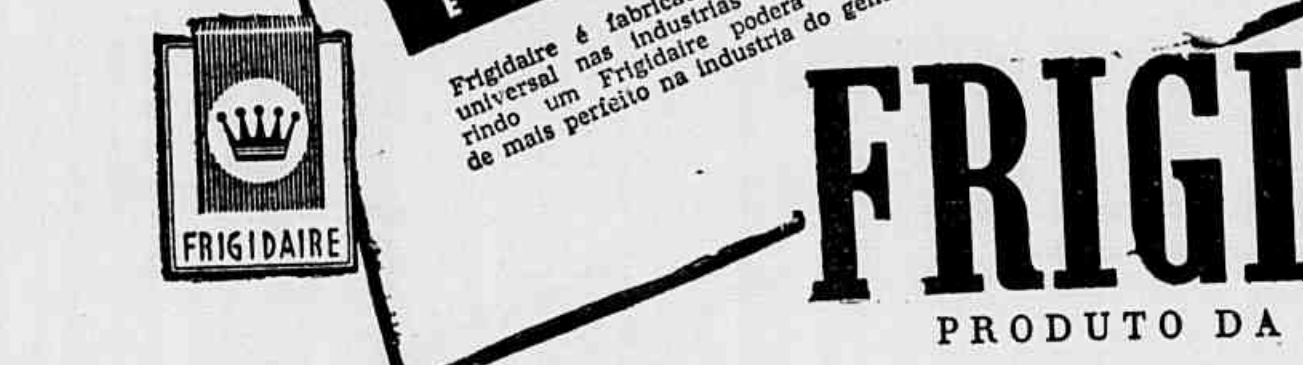 Frigidaire é fabrica
universal nas industrias
rindo um Frigidaire poderá
de mais perfeito na industria do gen
FRIGIDAIRE
FRIGI
PRODUTO DA